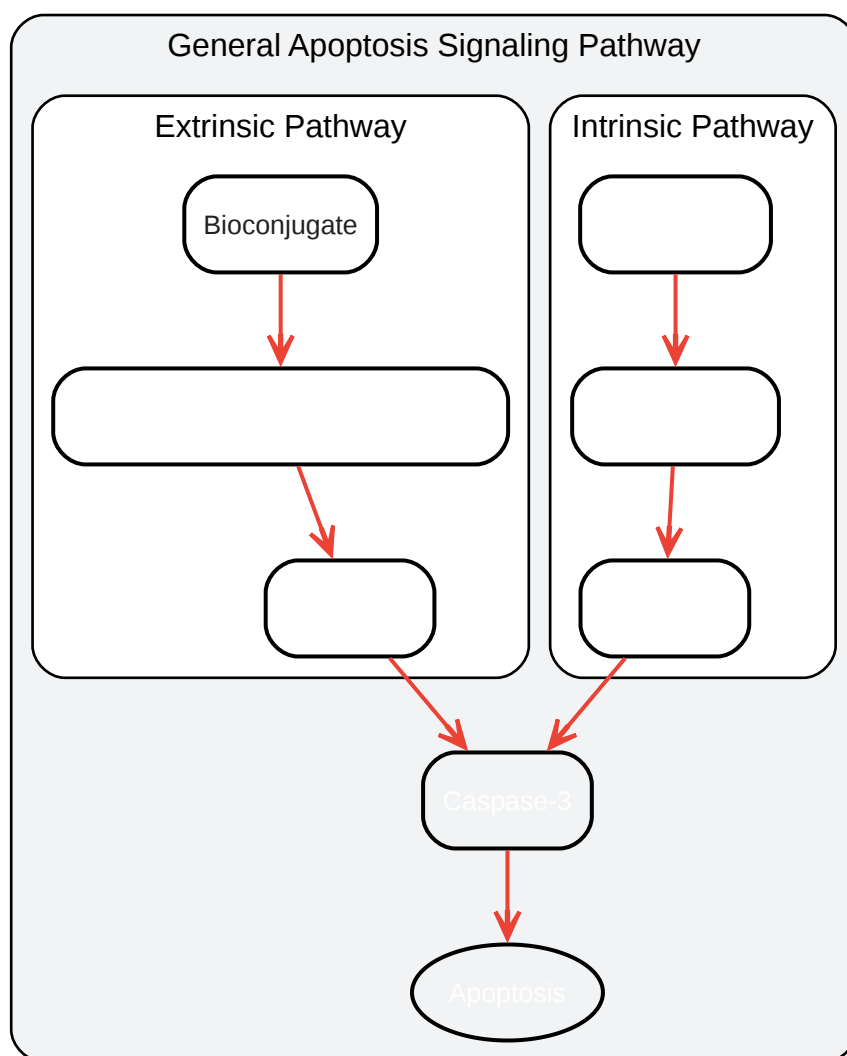 General Apoptosis Signaling Pathway
Extrinsic Pathway
Intrinsic Pathway
Bioconjugate
Caspase-3
Apoptosis